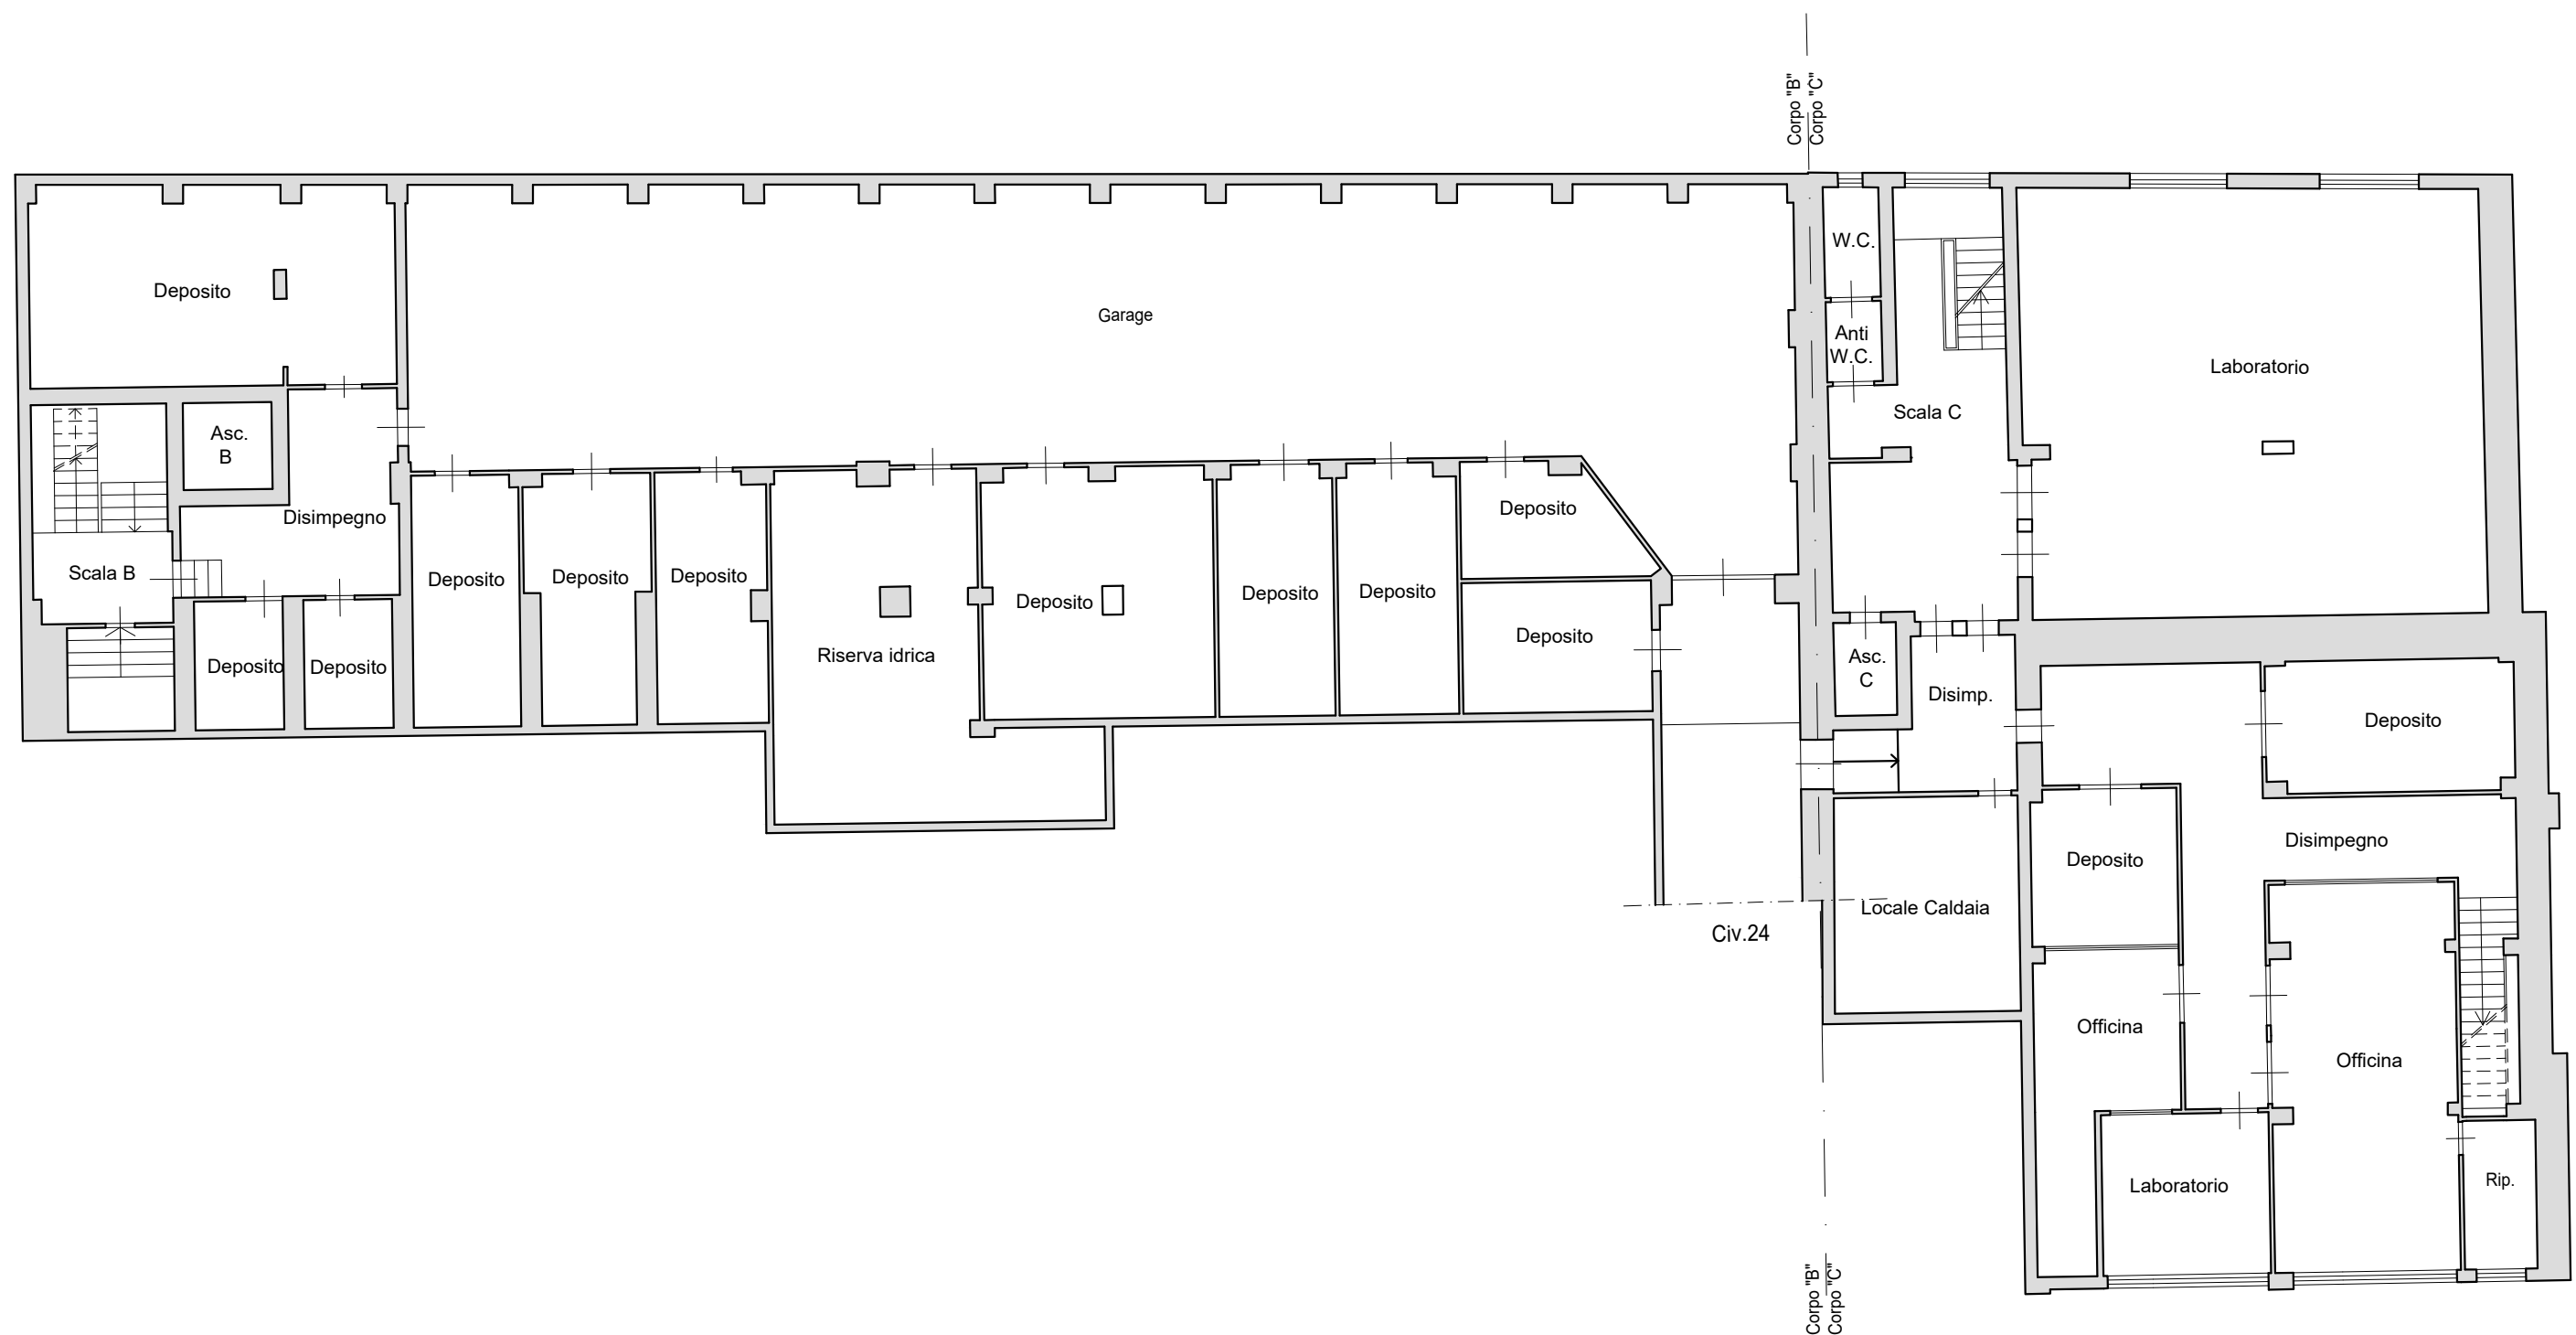 Corpo "B"
Corpo "C"
Deposito
Garage
W.C.
Anti
W.C.
Laboratorio
Scala C
Asc.
B
Disimpegno
Scala B
Deposito
Deposito
Deposito
Deposito
Deposito
Riserva idrica
Deposito
Deposito
Deposito
Deposito
Deposito
Asc.
C
Disimp.
Deposito
Disimpegno
Deposito
Locale Caldaia
Civ.24
Officina
Officina
Laboratorio
Rip.
Corpo "B"
Corpo "C"